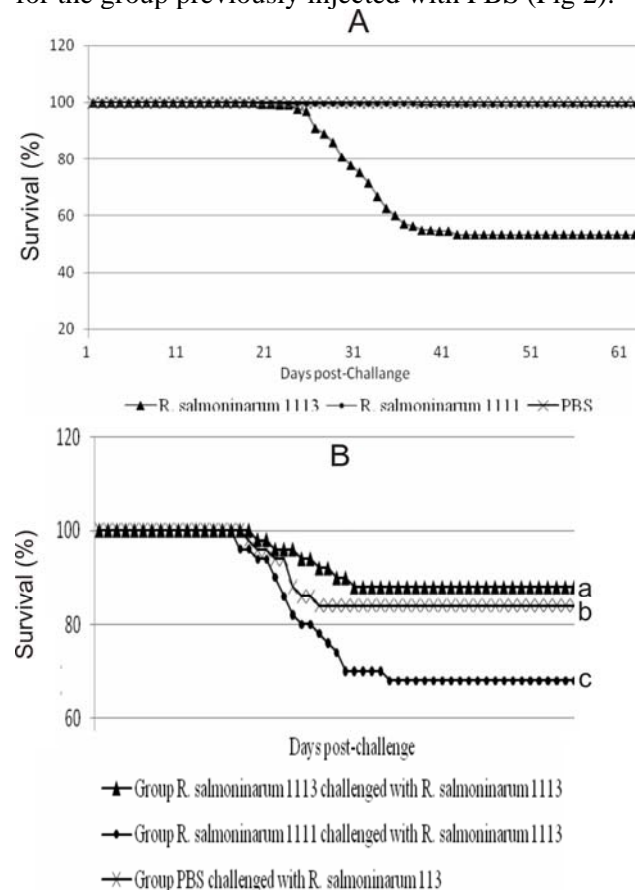 for the group previously injected with PBS (Fig 2).
A
120
100
80
60
40
20
Survival (%)
1 11 21 31 41 51 61
Days post-Challange
R. salmoninarum 1113 R. salmoninarum 1111 PBS
B
120
100
80
60
Survival (%)
a
b
c
Days post-challenge
Group R. salmoninarum 1113 challenged with R. salmoninarum 1113
Group R. salmoninarum 1111 challenged with R. salmoninarum 1113
Group PBS challenged with R. salmoninarum 113